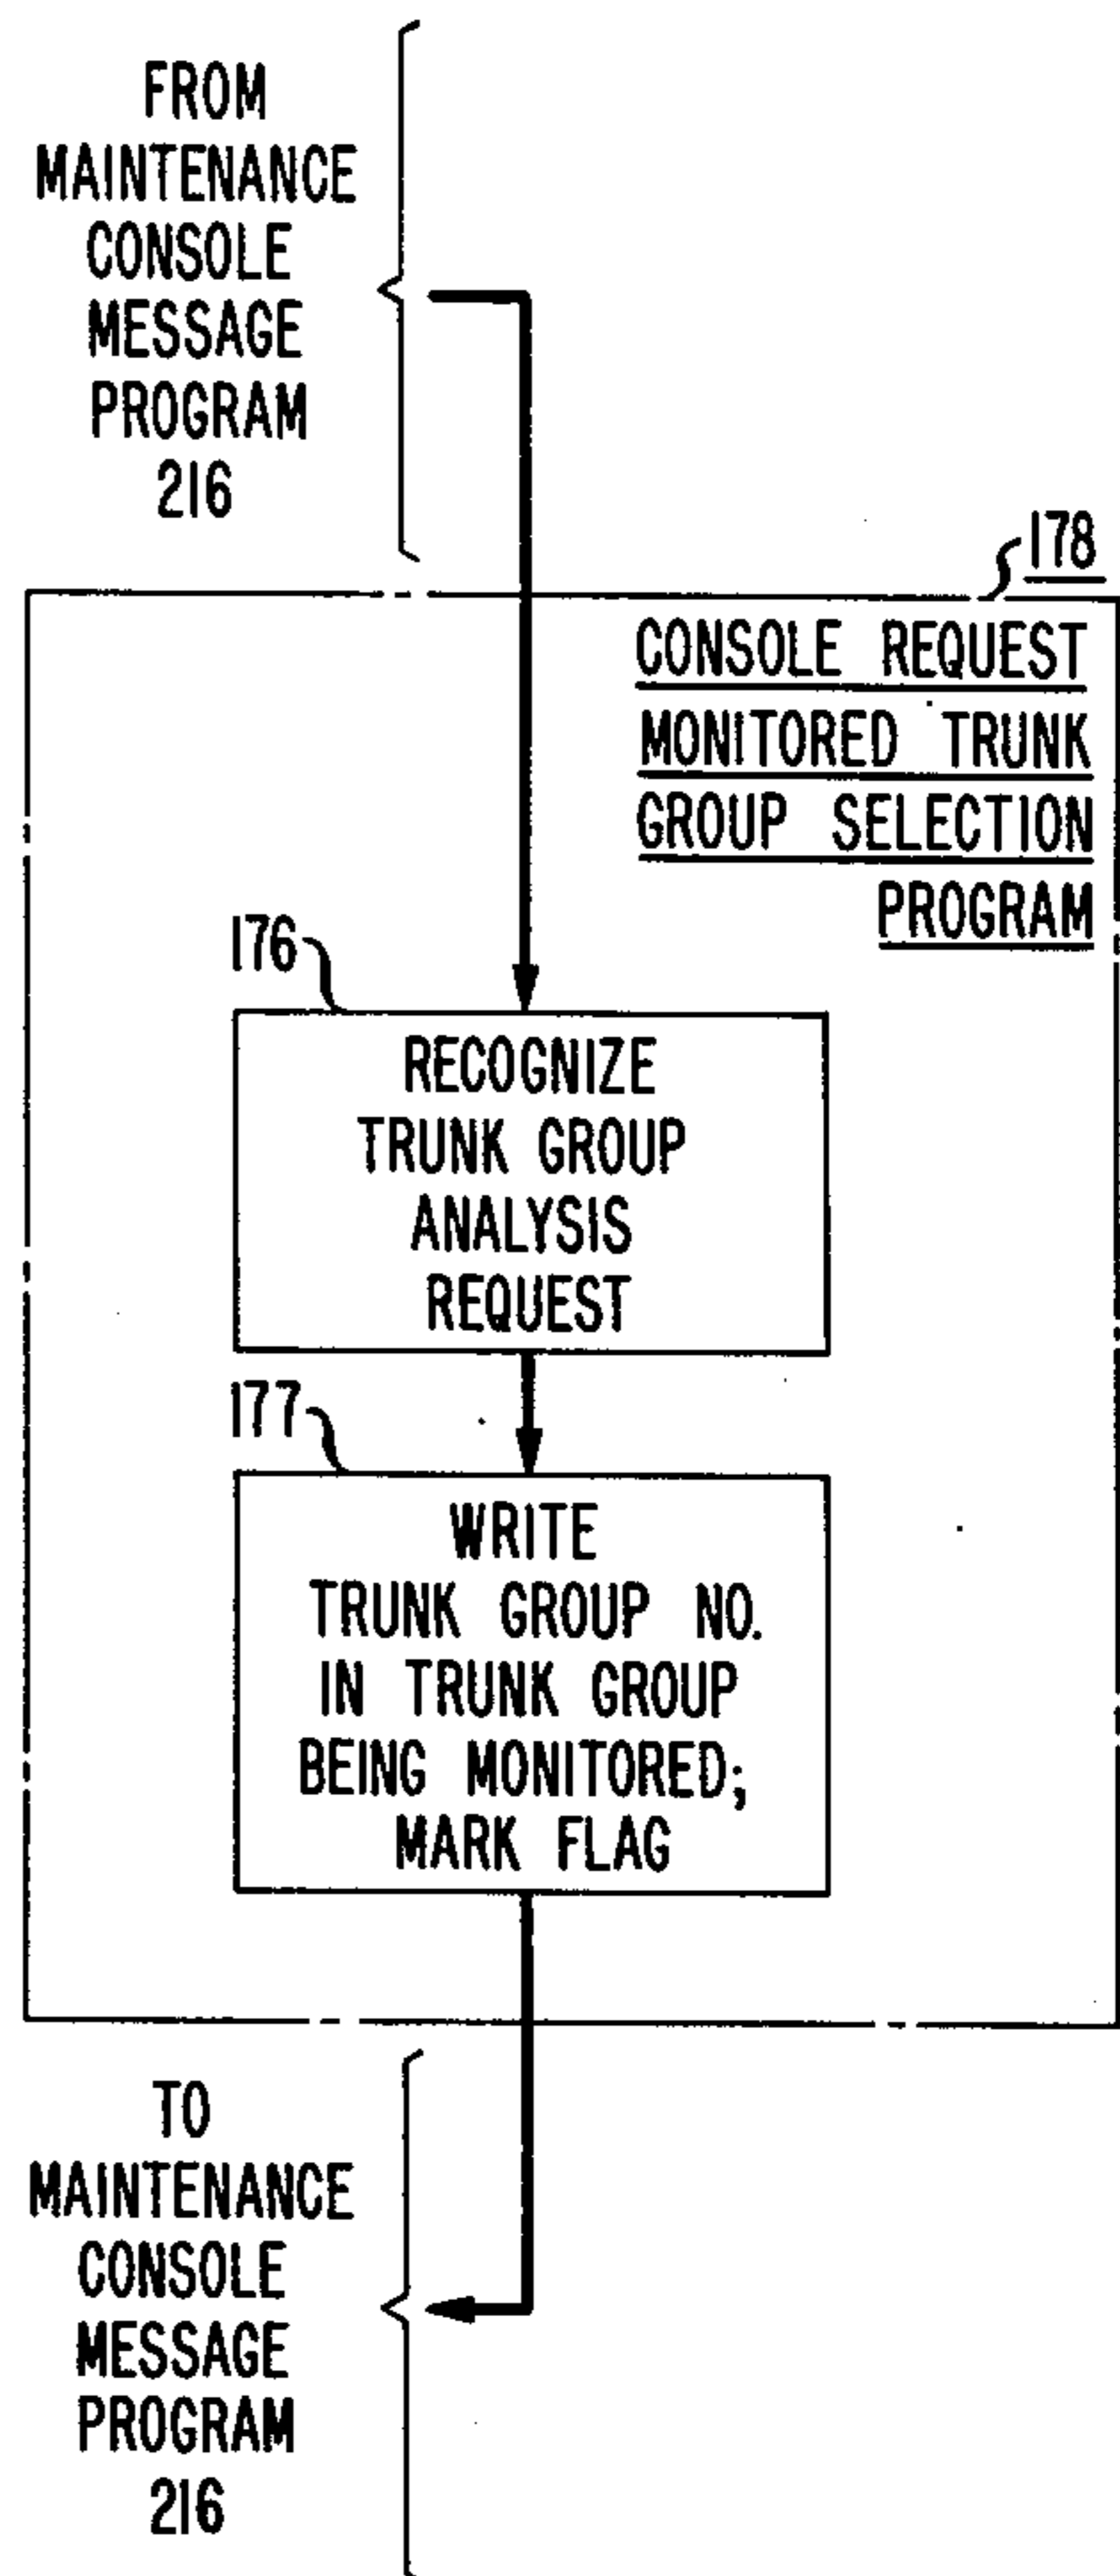 FROM
MAINTENANCE
CONSOLE
MESSAGE
PROGRAM
216
178
CONSOLE REQUEST
MONITORED TRUNK
GROUP SELECTION
PROGRAM
176
RECOGNIZE
TRUNK GROUP
ANALYSIS
REQUEST
177
WRITE
TRUNK GROUP NO.
IN TRUNK GROUP
BEING MONITORED;
MARK FLAG
TO
MAINTENANCE
CONSOLE
MESSAGE
PROGRAM
216